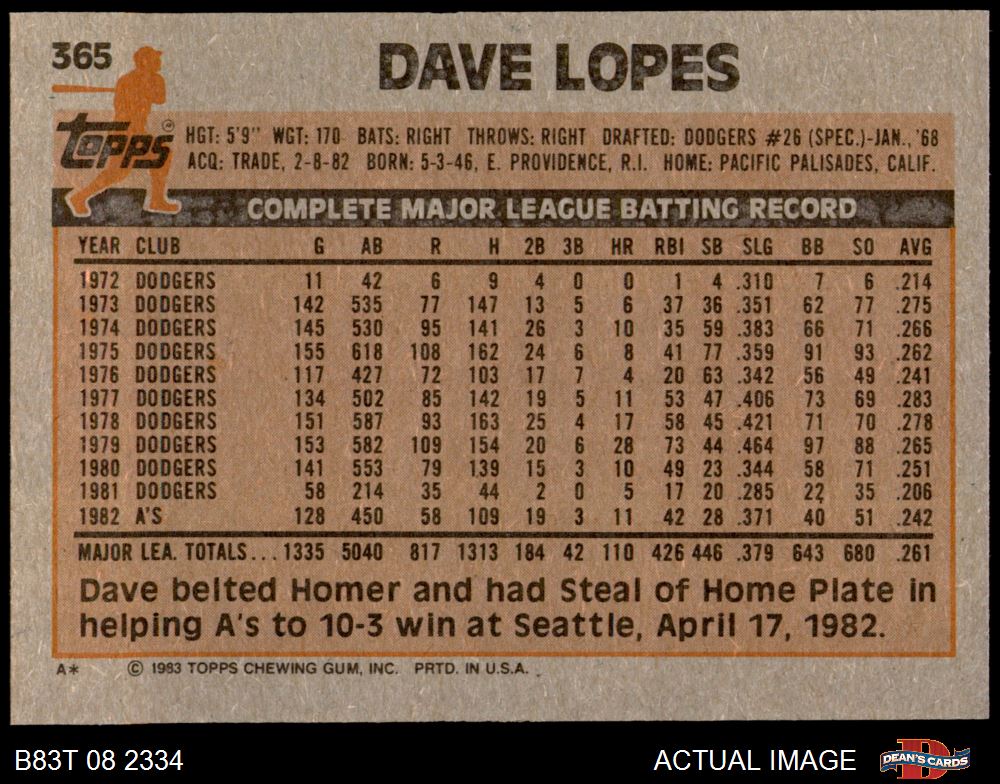 365
DAVE LOPES
topps®
HGT: 5'9" WGT: 170 BATS: RIGHT THROWS: RIGHT DRAFTED: DODGERS #26 (SPEC.)-JAN., '68
ACQ: TRADE, 2-8-82 BORN: 5-3-46, E. PROVIDENCE, R.I. HOME: PACIFIC PALISADES, CALIF.
COMPLETE MAJOR LEAGUE BATTING RECORD
YEAR CLUB G AB R H 2B 3B HR RBI SB SLG BB SO AVG
1972 DODGERS 11 42 6 9 4 0 0 1 4 .310 7 6 .214
1973 DODGERS 142 535 77 147 13 5 6 37 36 .351 62 77 .275
1974 DODGERS 145 530 95 141 26 3 10 35 59 .383 66 71 .266
1975 DODGERS 155 618 108 162 24 6 8 41 77 .359 91 93 .262
1976 DODGERS 117 427 72 103 17 7 4 20 63 .342 56 49 .241
1977 DODGERS 134 502 85 142 19 5 11 53 47 .406 73 69 .283
1978 DODGERS 151 587 93 163 25 4 17 58 45 .421 71 70 .278
1979 DODGERS 153 582 109 154 20 6 28 73 44 .464 97 88 .265
1980 DODGERS 141 553 79 139 15 3 10 49 23 .344 58 71 .251
1981 DODGERS 58 214 35 44 2 0 5 17 20 .285 22 35 .206
1982 A'S 128 450 58 109 19 3 11 42 28 .371 40 51 .242
MAJOR LEA. TOTALS... 1335 5040 817 1313 184 42 110 426 446 .379 643 680 .261
Dave belted Homer and had Steal of Home Plate in
helping A's to 10-3 win at Seattle, April 17, 1982.
A* © 1983 TOPPS CHEWING GUM, INC. PRTD. IN U.S.A.
B83T 08 2334 ACTUAL IMAGE DEAN'S CARDS